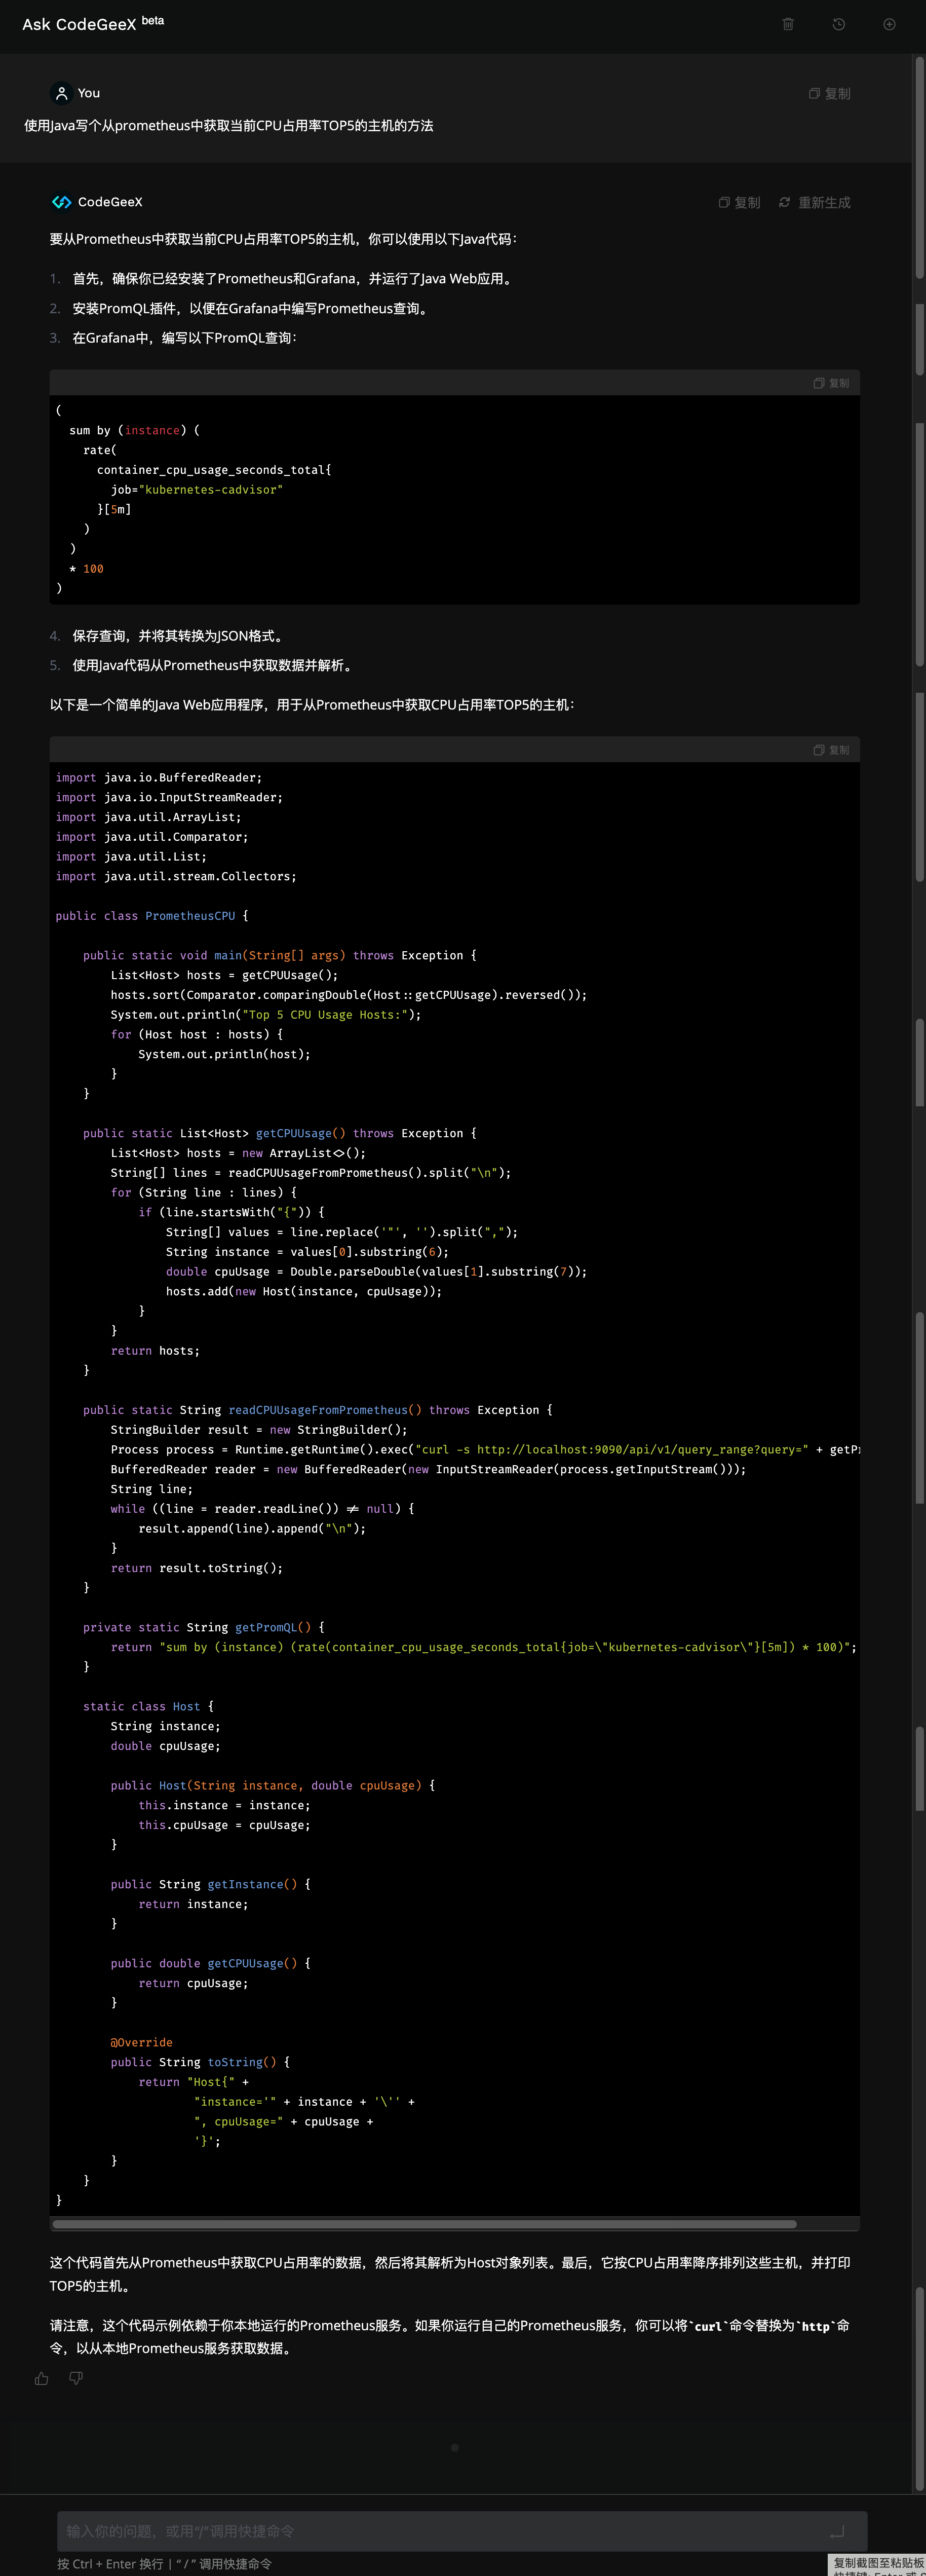 Ask CodeGeeX beta
You
复制
使用Java写个从prometheus中获取当前CPU占用率TOP5的主机的方法
CodeGeeX
复制 重新生成
要从Prometheus中获取当前CPU占用率TOP5的主机，你可以使用以下Java代码：
1. 首先，确保你已经安装了Prometheus和Grafana，并运行了Java Web应用。
2. 安装PromQL插件，以便在Grafana中编写Prometheus查询。
3. 在Grafana中，编写以下PromQL查询：
复制
(
  sum by (instance) (
    rate(
      container_cpu_usage_seconds_total{
        job="kubernetes-cadvisor"
      }[5m]
    )
  )
  * 100
)
4. 保存查询，并将其转换为JSON格式。
5. 使用Java代码从Prometheus中获取数据并解析。
以下是一个简单的Java Web应用程序，用于从Prometheus中获取CPU占用率TOP5的主机：
复制
import java.io.BufferedReader;
import java.io.InputStreamReader;
import java.util.ArrayList;
import java.util.Comparator;
import java.util.List;
import java.util.stream.Collectors;
public class PrometheusCPU {
    public static void main(String[] args) throws Exception {
        List<Host> hosts = getCPUUsage();
        hosts.sort(Comparator.comparingDouble(Host::getCPUUsage).reversed());
        System.out.println("Top 5 CPU Usage Hosts:");
        for (Host host : hosts) {
            System.out.println(host);
        }
    }
    public static List<Host> getCPUUsage() throws Exception {
        List<Host> hosts = new ArrayList<>();
        String[] lines = readCPUUsageFromPrometheus().split("\n");
        for (String line : lines) {
            if (line.startsWith("{")) {
                String[] values = line.replace('"', '').split(",");
                String instance = values[0].substring(6);
                double cpuUsage = Double.parseDouble(values[1].substring(7));
                hosts.add(new Host(instance, cpuUsage));
            }
        }
        return hosts;
    }
    public static String readCPUUsageFromPrometheus() throws Exception {
        StringBuilder result = new StringBuilder();
        Process process = Runtime.getRuntime().exec("curl -s http://localhost:9090/api/v1/query_range?query=" + getPr
        BufferedReader reader = new BufferedReader(new InputStreamReader(process.getInputStream()));
        String line;
        while ((line = reader.readLine()) != null) {
            result.append(line).append("\n");
        }
        return result.toString();
    }
    private static String getPromQL() {
        return "sum by (instance) (rate(container_cpu_usage_seconds_total{job=\"kubernetes-cadvisor\"}[5m]) * 100)";
    }
    static class Host {
        String instance;
        double cpuUsage;
        public Host(String instance, double cpuUsage) {
            this.instance = instance;
            this.cpuUsage = cpuUsage;
        }
        public String getInstance() {
            return instance;
        }
        public double getCPUUsage() {
            return cpuUsage;
        }
        @Override
        public String toString() {
            return "Host{" +
                    "instance='" + instance + '\'' +
                    ", cpuUsage=" + cpuUsage +
                    '}';
        }
    }
}
这个代码首先从Prometheus中获取CPU占用率的数据，然后将其解析为Host对象列表。最后，它按CPU占用率降序排列这些主机，并打印
TOP5的主机。
请注意，这个代码示例依赖于你本地运行的Prometheus服务。如果你运行自己的Prometheus服务，你可以将`curl`命令替换为`http`命
令，以从本地Prometheus服务获取数据。
输入你的问题，或用“/”调用快捷命令
按 Ctrl + Enter 换行 | “ / ” 调用快捷命令
复制截图至粘贴板